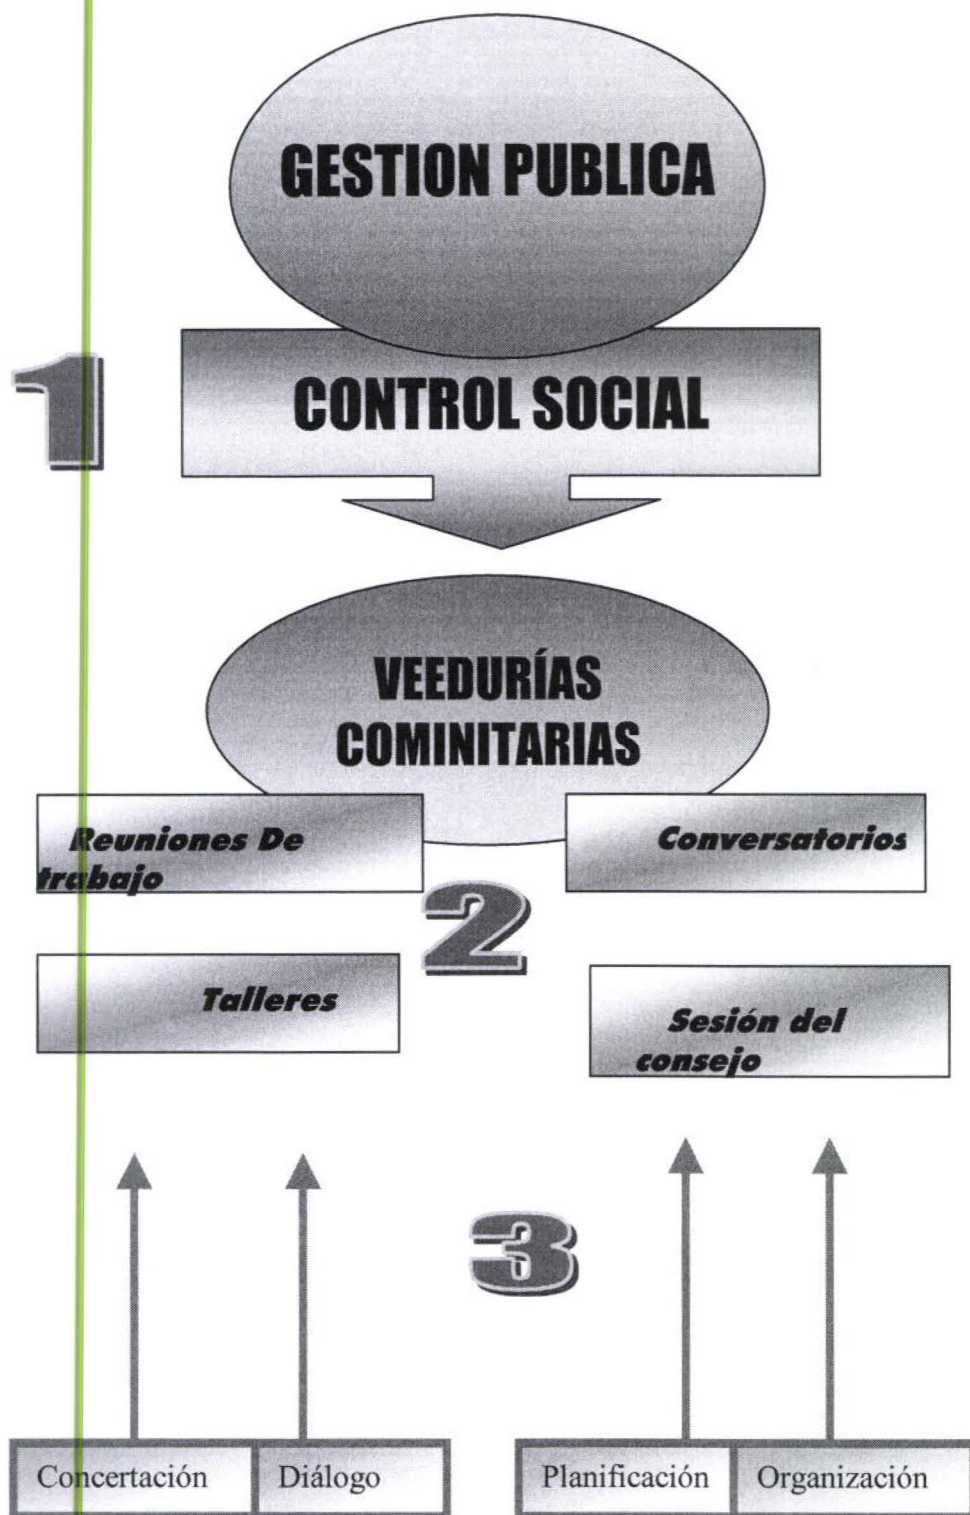 GESTION PUBLICA
1
CONTROL SOCIAL
VEEDURÍAS
COMINITARIAS
Reuniones De
trabajo
Conversatorios
2
Talleres
Sesión del
consejo
3
Concertación
Diálogo
Planificación
Organización